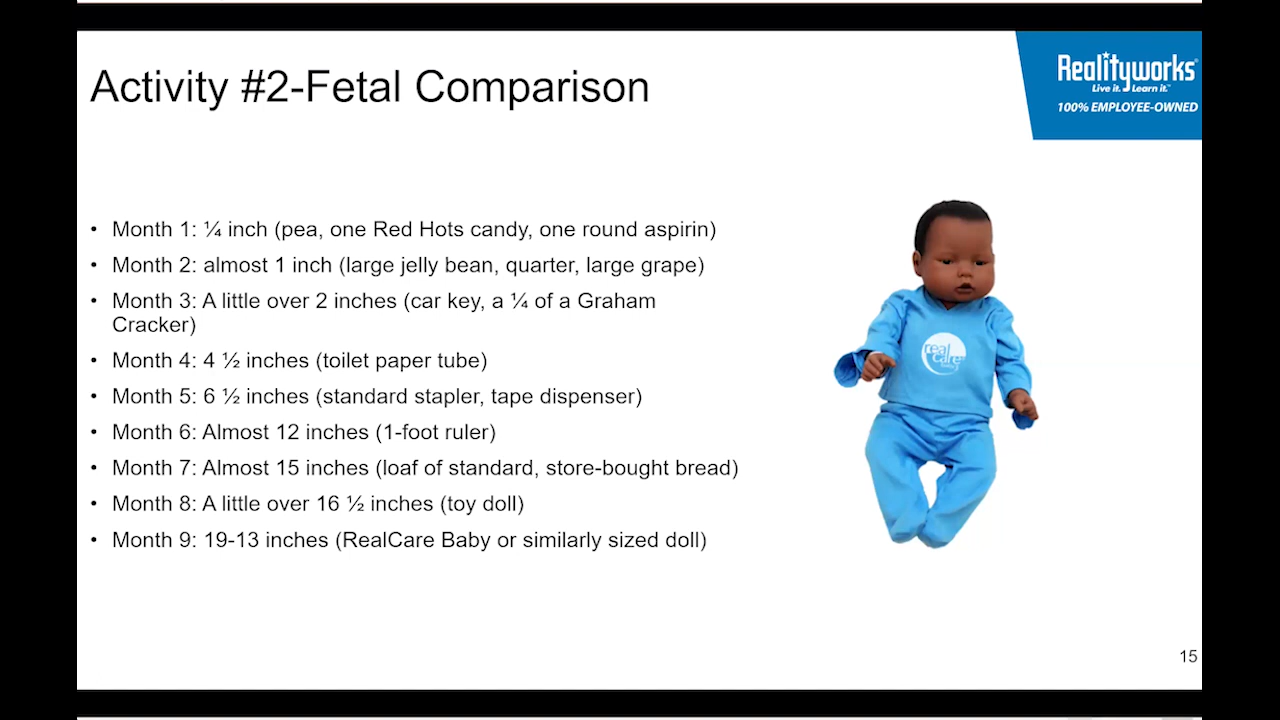 Activity #2-Fetal Comparison
Realityworks
Live it. Learn it.™
100% EMPLOYEE-OWNED
• Month 1: ¼ inch (pea, one Red Hots candy, one round aspirin)
• Month 2: almost 1 inch (large jelly bean, quarter, large grape)
• Month 3: A little over 2 inches (car key, a ¼ of a Graham
Cracker)
• Month 4: 4 ½ inches (toilet paper tube)
• Month 5: 6 ½ inches (standard stapler, tape dispenser)
• Month 6: Almost 12 inches (1-foot ruler)
• Month 7: Almost 15 inches (loaf of standard, store-bought bread)
• Month 8: A little over 16 ½ inches (toy doll)
• Month 9: 19-13 inches (RealCare Baby or similarly sized doll)
real
care
baby
15